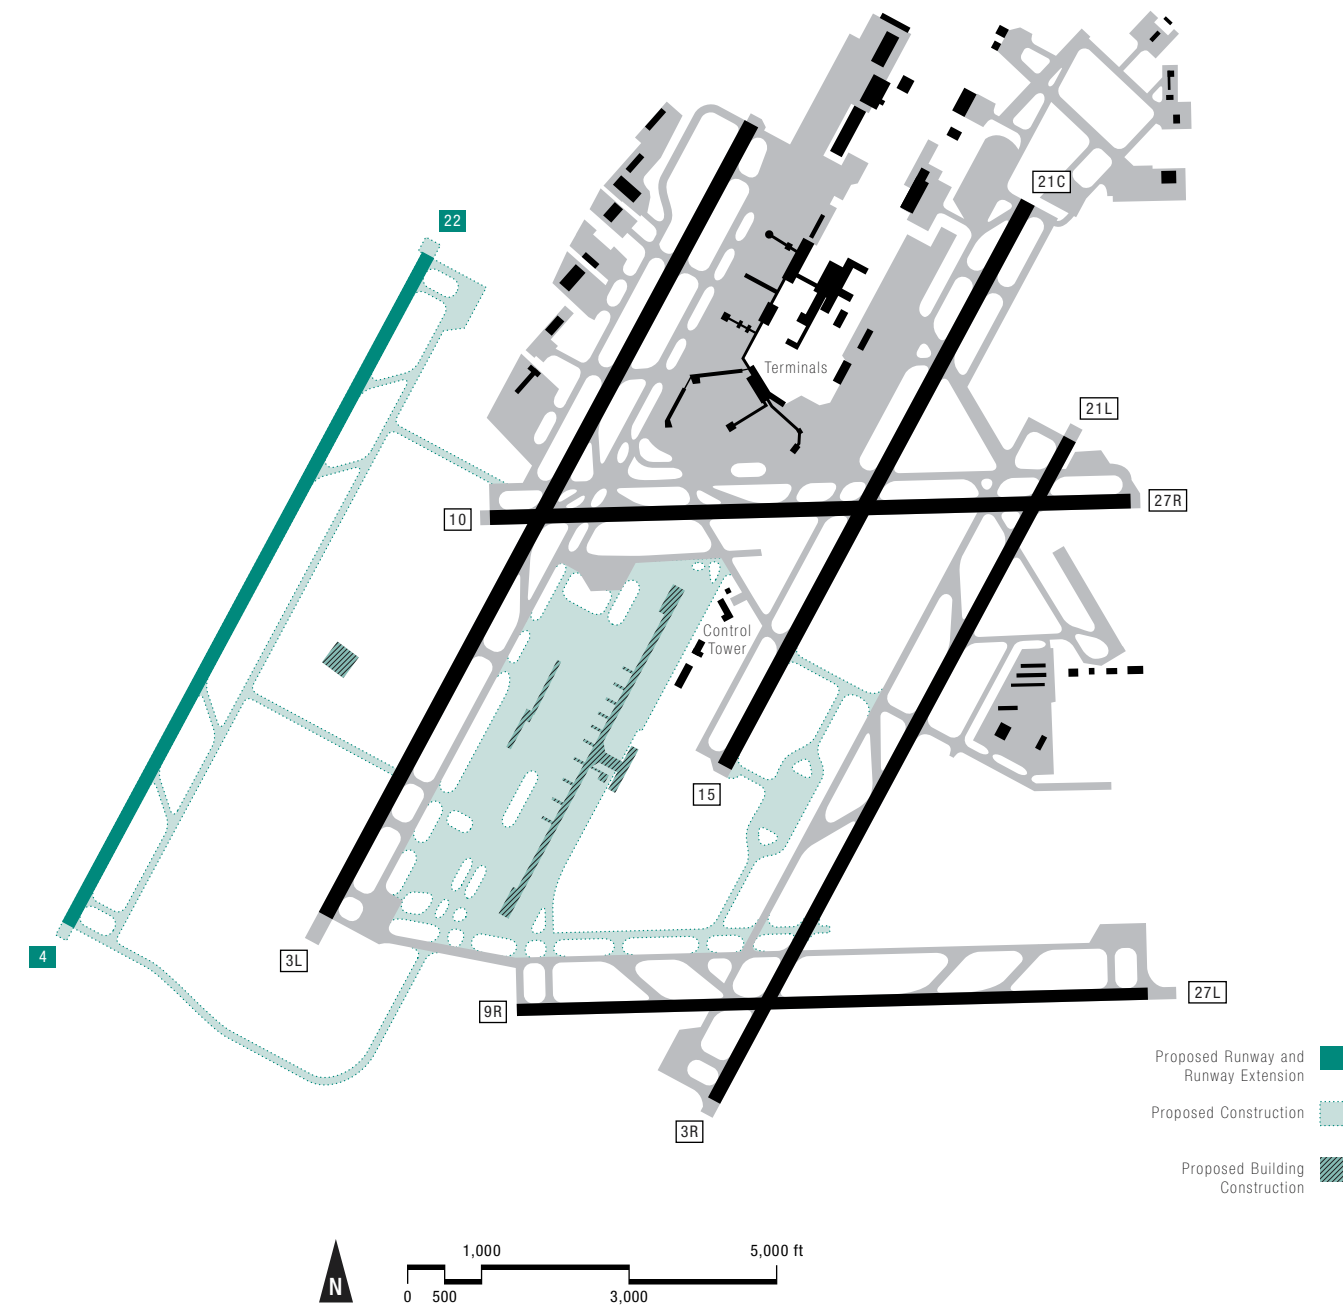 21C
22
Terminals
21L
27R
10
Control
Tower
15
4
3L
27L
9R
Proposed Runway and
Runway Extension
Proposed Construction
3R
Proposed Building
Construction
1,000
5,000 ft
N
0
500
3,000